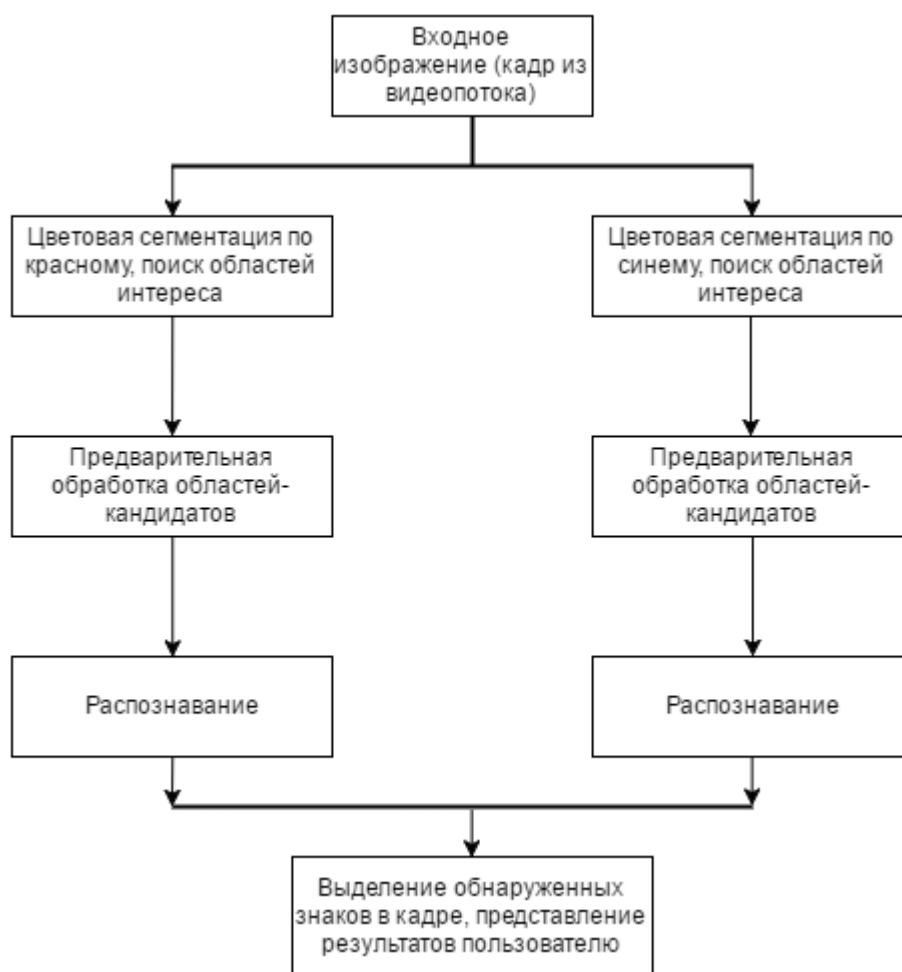 Входное
изображение (кадр из
видеопотока)
Цветовая сегментация по
красному, поиск областей
интереса
Цветовая сегментация по
синему, поиск областей
интереса
Предварительная
обработка областей-
кандидатов
Предварительная
обработка областей-
кандидатов
Распознавание
Распознавание
Выделение обнаруженных
знаков в кадре, представление
результатов пользователю